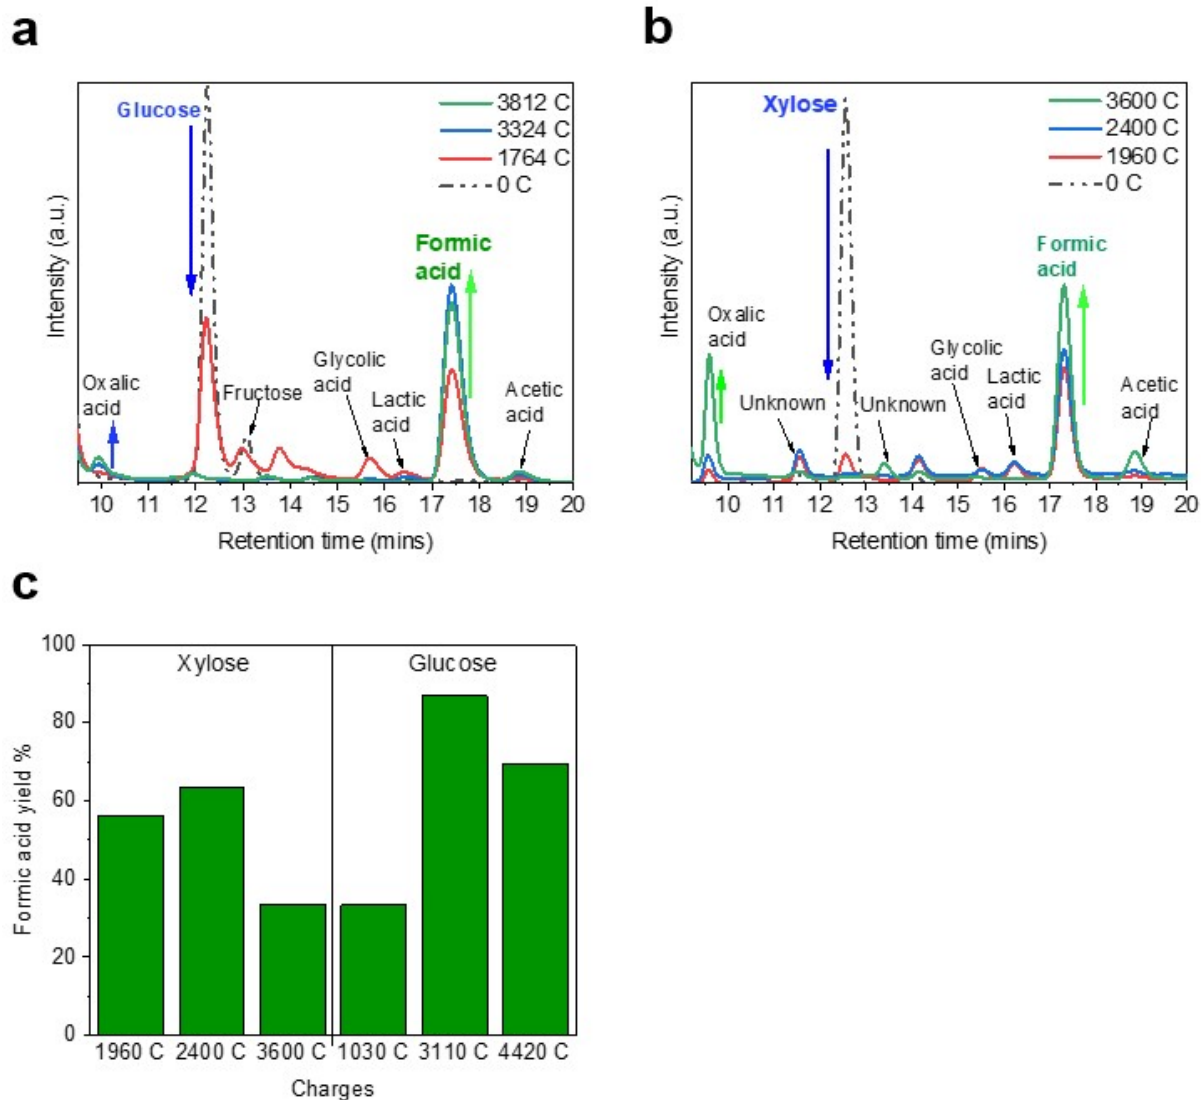 a
Glucose
3812 C
3324 C
1764 C
0 C
Formic
acid
Oxalic
acid
Fructose
Glycolic
acid
Lactic
acid
Acetic
acid
Intensity (a.u.)
10 11 12 13 14 15 16 17 18 19 20
Retention time (mins)
b
Xylose
3600 C
2400 C
1960 C
0 C
Formic
acid
Oxalic
acid
Unknown
Unknown
Glycolic
acid
Lactic
acid
Acetic
acid
Intensity (a.u.)
10 11 12 13 14 15 16 17 18 19 20
Retention time (mins)
c
Xylose
Glucose
100
80
60
40
20
0
Formic acid yield %
1960 C 2400 C 3600 C 1030 C 3110 C 4420 C
Charges